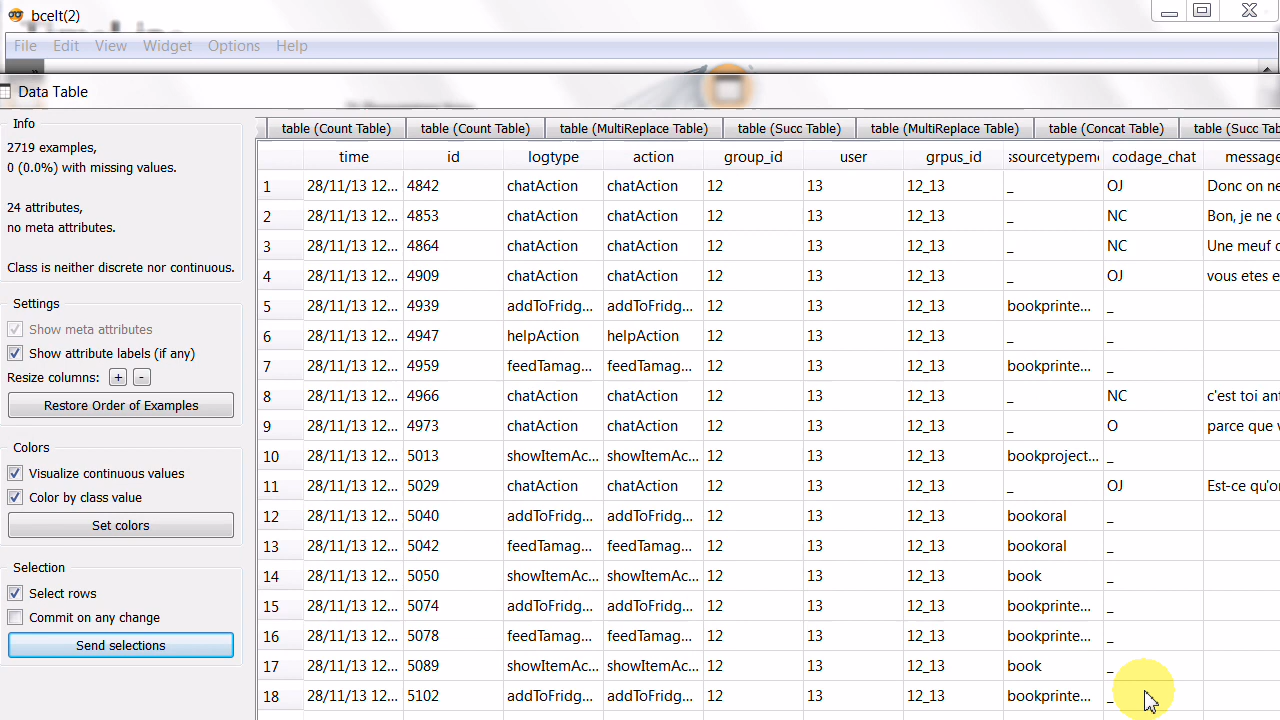 bcelt(2)
File Edit View Widget Options Help
»
Data Table
Info
2719 examples,
0 (0.0%) with missing values.
24 attributes,
no meta attributes.
Class is neither discrete nor continuous.
Settings
Show meta attributes
Show attribute labels (if any)
Resize columns: + -
Restore Order of Examples
Colors
Visualize continuous values
Color by class value
Set colors
Selection
Select rows
Commit on any change
Send selections
table (Count Table) table (Count Table) table (MultiReplace Table) table (Succ Table) table (MultiReplace Table) table (Concat Table) table (Succ Tab
time id logtype action group_id user grpus_id ssourcetypeme codage_chat message
1 28/11/13 12... 4842 chatAction chatAction 12 13 12_13 _ OJ Donc on ne
2 28/11/13 12... 4853 chatAction chatAction 12 13 12_13 _ NC Bon, je ne
3 28/11/13 12... 4864 chatAction chatAction 12 13 12_13 _ NC Une meuf
4 28/11/13 12... 4909 chatAction chatAction 12 13 12_13 _ OJ vous etes e
5 28/11/13 12... 4939 addToFridg... addToFridg... 12 13 12_13 bookprinte... _
6 28/11/13 12... 4947 helpAction helpAction 12 13 12_13 _ _
7 28/11/13 12... 4959 feedTamag... feedTamag... 12 13 12_13 bookprinte... _
8 28/11/13 12... 4966 chatAction chatAction 12 13 12_13 _ NC c'est toi ant
9 28/11/13 12... 4973 chatAction chatAction 12 13 12_13 _ O parce que v
10 28/11/13 12... 5013 showItemAc... showItemAc... 12 13 12_13 bookproject... _
11 28/11/13 12... 5029 chatAction chatAction 12 13 12_13 _ OJ Est-ce qu'on
12 28/11/13 12... 5040 addToFridg... addToFridg... 12 13 12_13 bookoral _
13 28/11/13 12... 5042 feedTamag... feedTamag... 12 13 12_13 bookoral _
14 28/11/13 12... 5050 showItemAc... showItemAc... 12 13 12_13 book _
15 28/11/13 12... 5074 addToFridg... addToFridg... 12 13 12_13 bookprinte... _
16 28/11/13 12... 5078 feedTamag... feedTamag... 12 13 12_13 bookprinte... _
17 28/11/13 12... 5089 showItemAc... showItemAc... 12 13 12_13 book _
18 28/11/13 12... 5102 addToFridg... addToFridg... 12 13 12_13 bookprinte... _